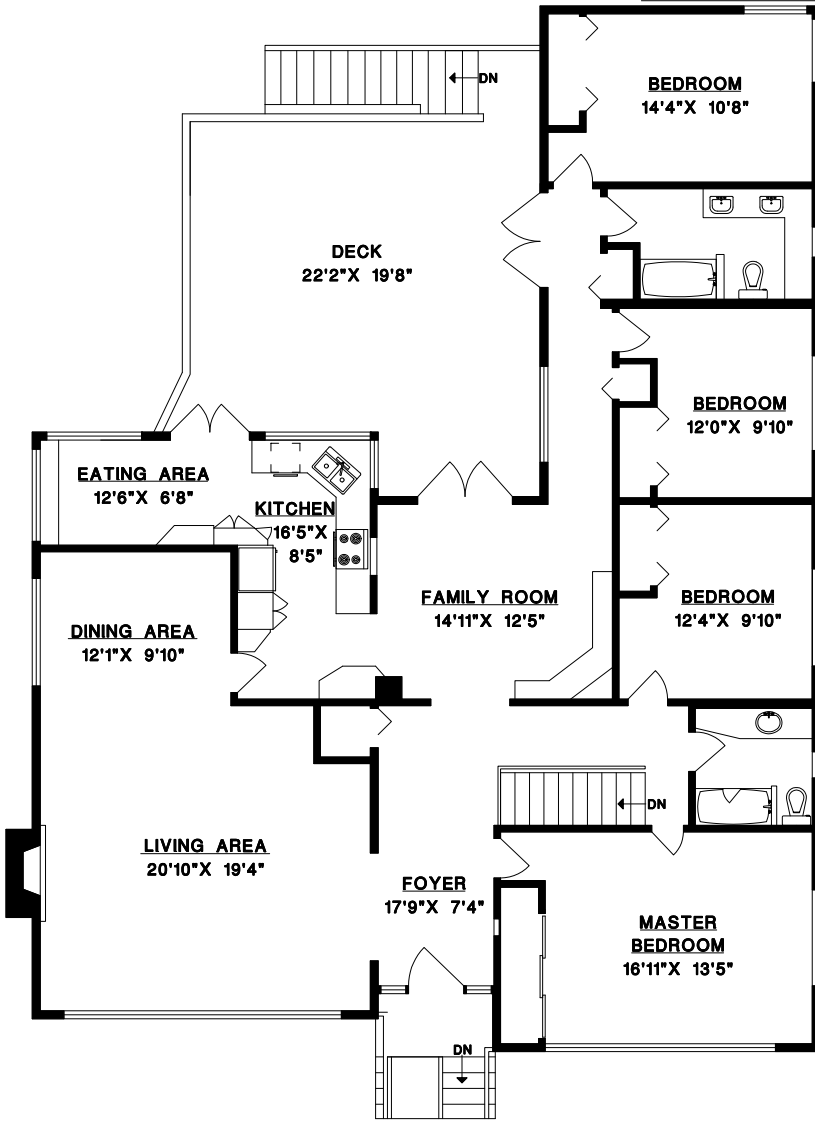 DN
BEDROOM
14'4"X 10'8"
DECK
22'2"X 19'8"
BEDROOM
12'0"X 9'10"
EATING AREA
12'6"X 6'8"
KITCHEN
16'5"X
8'5"
FAMILY ROOM
14'11"X 12'5"
BEDROOM
12'4"X 9'10"
DINING AREA
12'1"X 9'10"
DN
LIVING AREA
20'10"X 19'4"
FOYER
17'9"X 7'4"
MASTER
BEDROOM
16'11"X 13'5"
DN